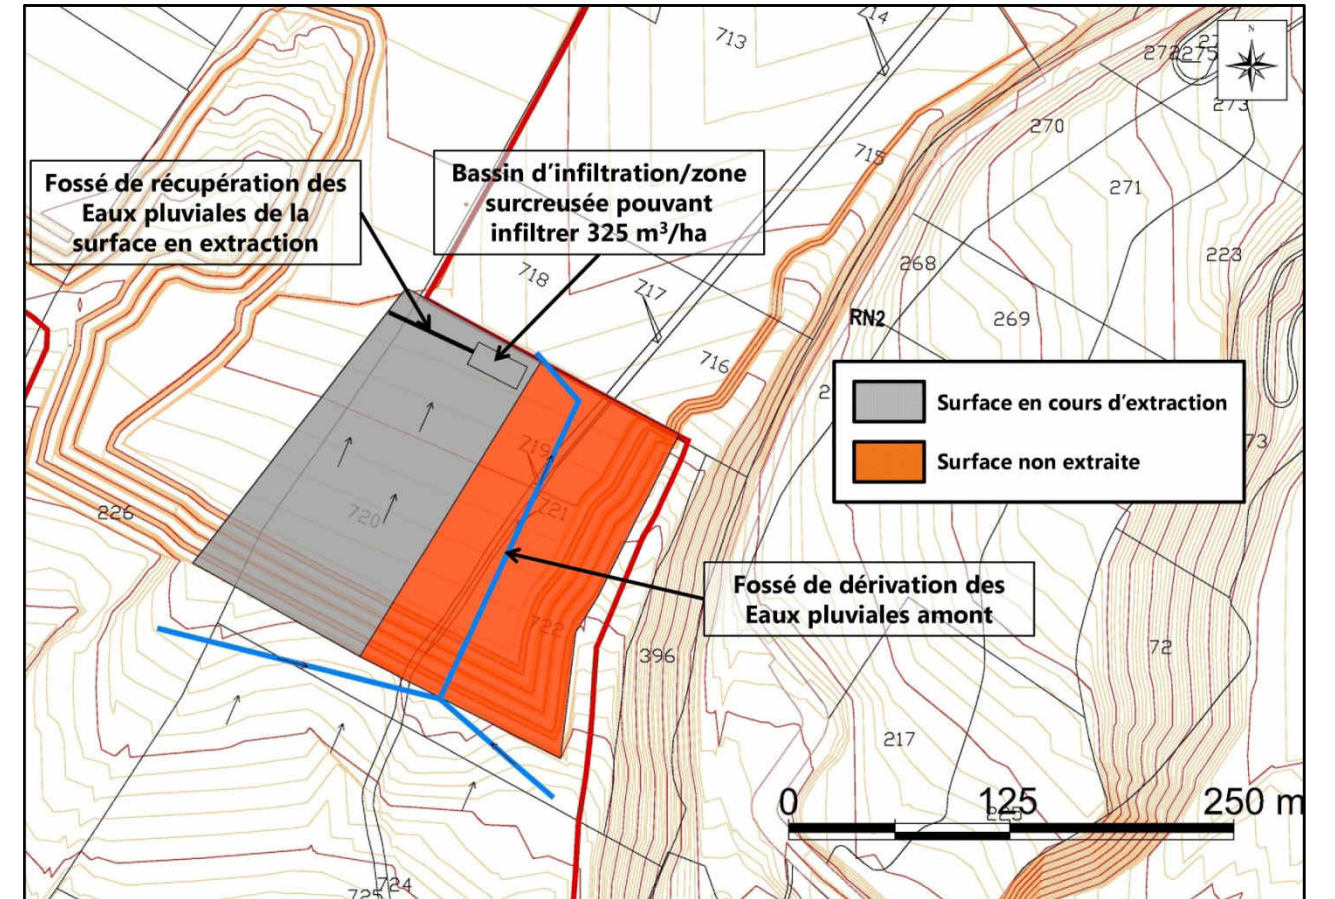 N
713
714
272
275
273
270
715
271
Fossé de récupération des
Eaux pluviales de la
surface en extraction
Bassin d’infiltration/zone
surcreusée pouvant
infiltrer 325 m³/ha
718
717
268
223
RN2
269
716
Surface en cours d’extraction
Surface non extraite
73
719
720
721
226
Fossé de dérivation des
Eaux pluviales amont
722
396
72
217
0
125
250 m
225
724
725